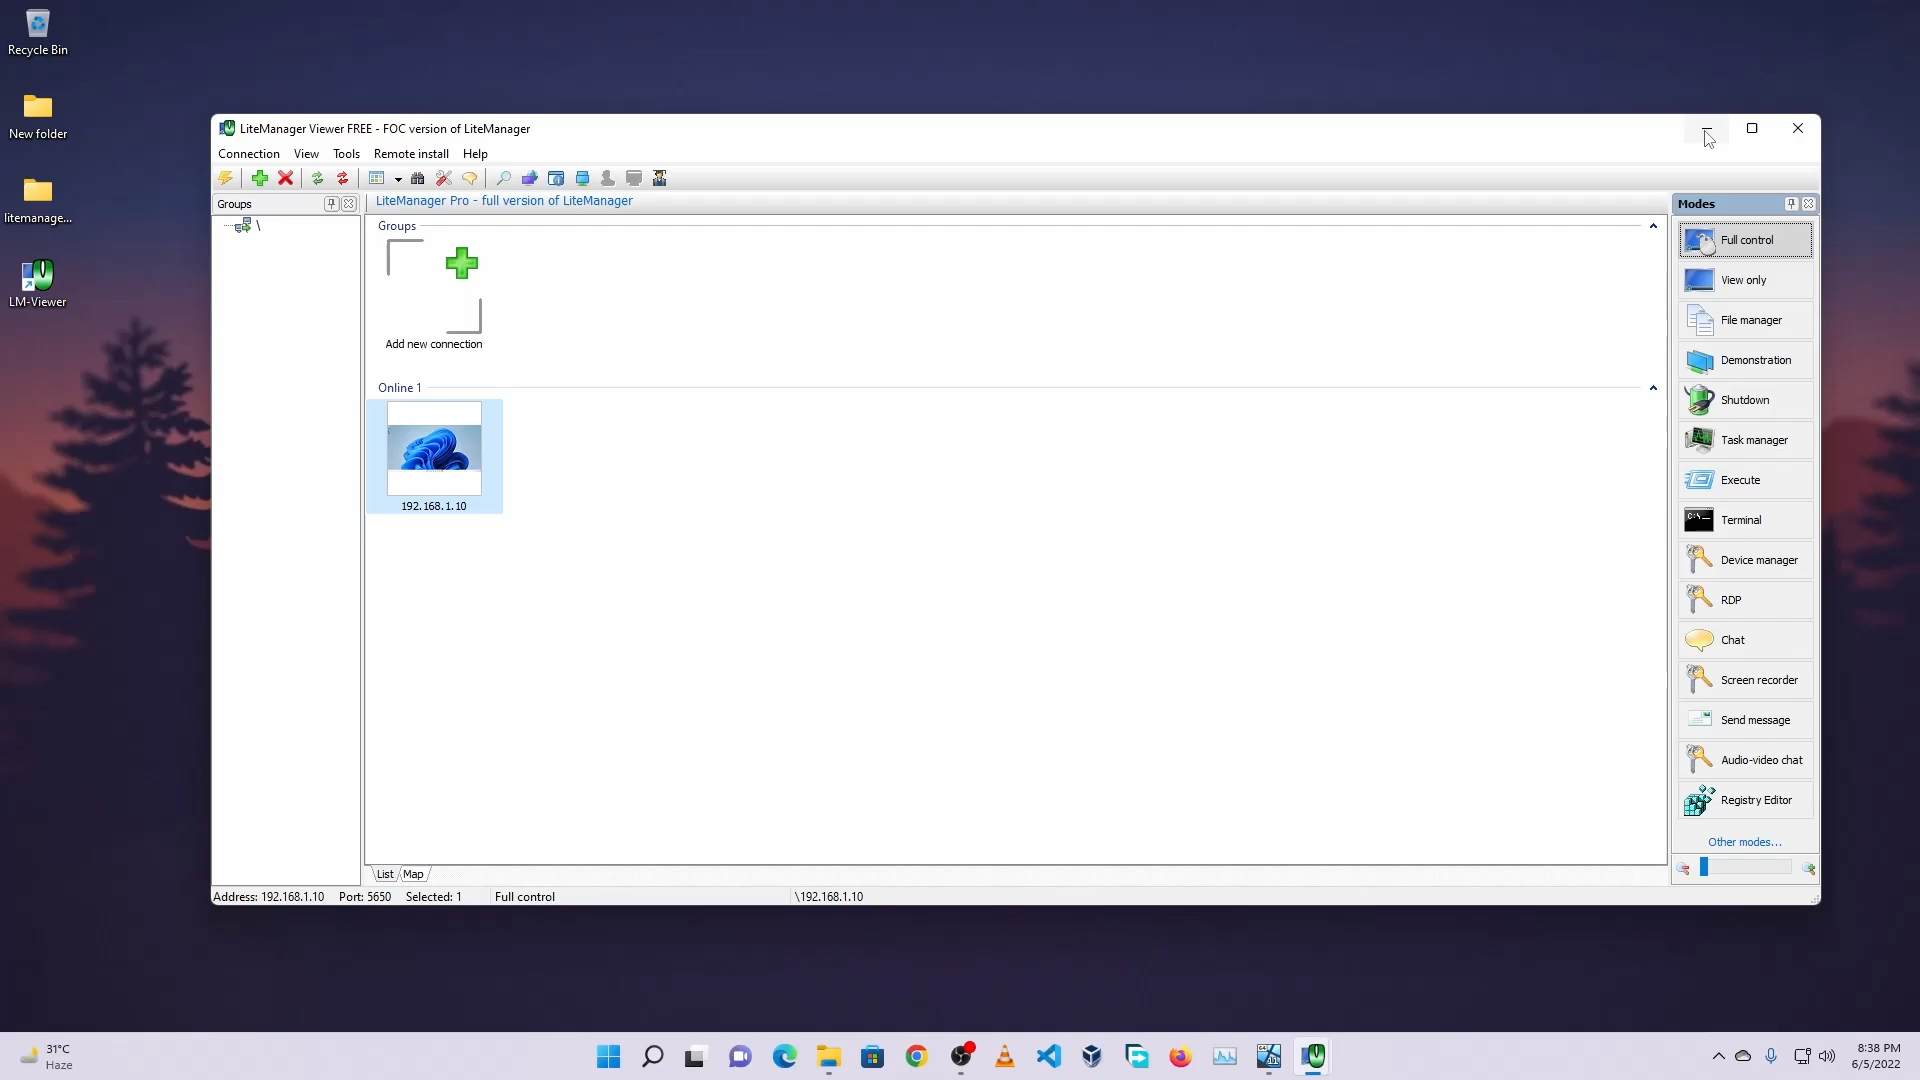 Recycle Bin
New folder
litemanage...
LM-Viewer
LiteManager Viewer FREE - FOC version of LiteManager
Connection View Tools Remote install Help
Groups
\
LiteManager Pro - full version of LiteManager
Groups
Add new connection
Online 1
192.168.1.10
List Map
Modes
Full control
View only
File manager
Demonstration
Shutdown
Task manager
Execute
C:\
Terminal
Device manager
RDP
Chat
Screen recorder
Send message
Audio-video chat
Registry Editor
Other modes...
Address: 192.168.1.10 Port: 5650 Selected: 1 Full control \192.168.1.10
31°C
Haze
8:38 PM
6/5/2022